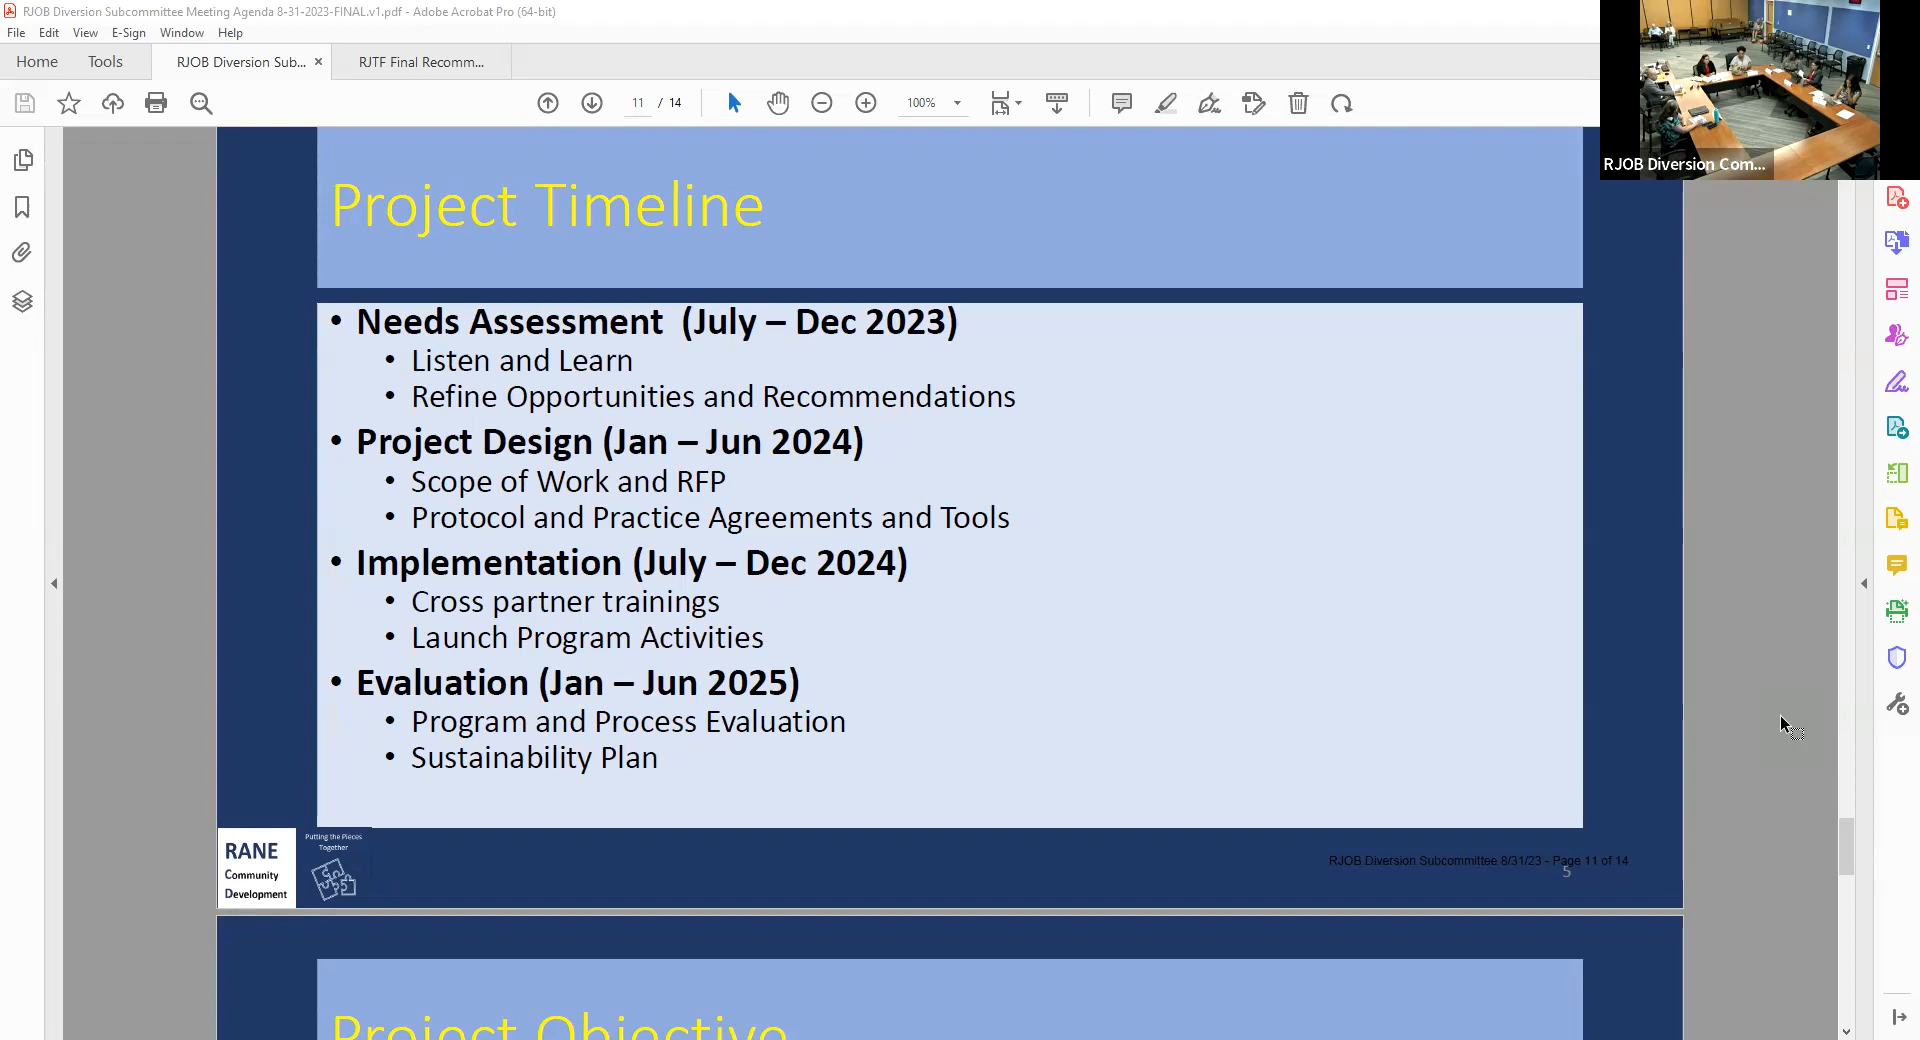 RJOB Diversion Subcommittee Meeting Agenda 8-31-2023-FINAL.v1.pdf - Adobe Acrobat Pro (64-bit)
File Edit View E-Sign Window Help
Home Tools RJOB Diversion Sub... × RJTF Final Recomm...
11 / 14 100%
RJOB Diversion Com...
Project Timeline
• Needs Assessment (July – Dec 2023)
• Listen and Learn
• Refine Opportunities and Recommendations
• Project Design (Jan – Jun 2024)
• Scope of Work and RFP
• Protocol and Practice Agreements and Tools
• Implementation (July – Dec 2024)
• Cross partner trainings
• Launch Program Activities
• Evaluation (Jan – Jun 2025)
• Program and Process Evaluation
• Sustainability Plan
RANE
Community
Development
Putting the Pieces
Together
RJOB Diversion Subcommittee 8/31/23 - Page 11 of 14
5
Project Objective